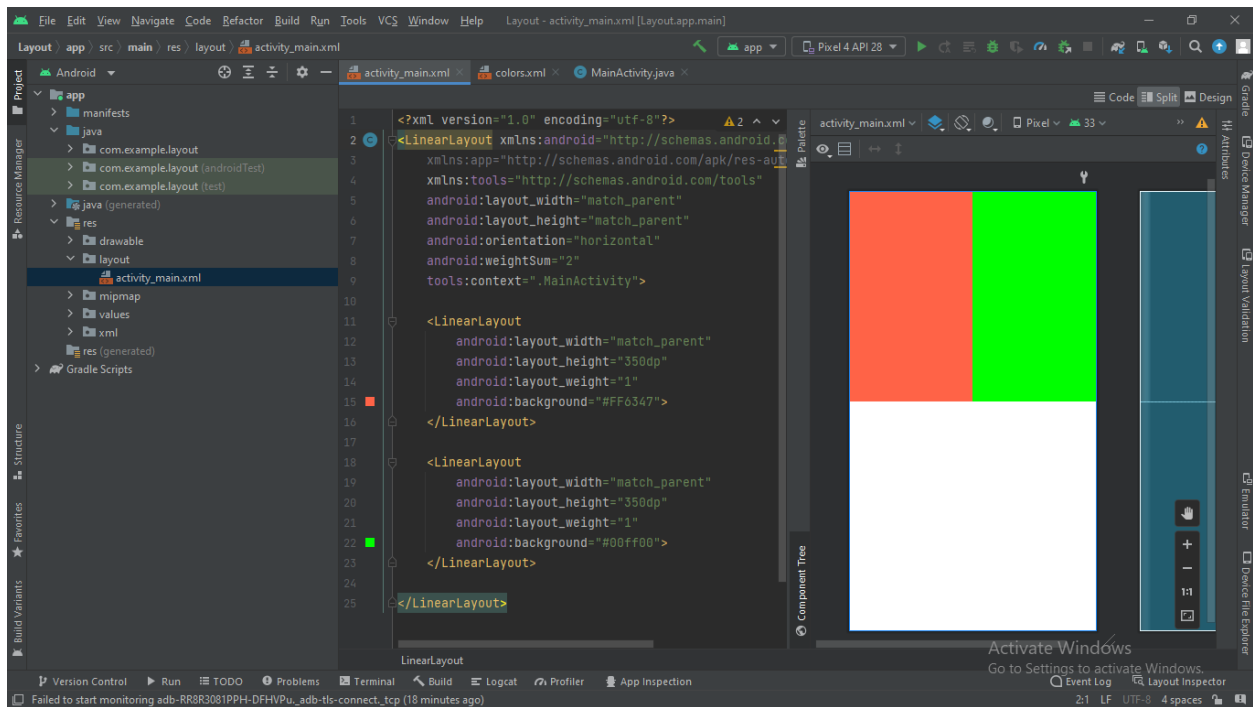 File Edit View Navigate Code Refactor Build Run Tools VCS Window Help Layout - activity_main.xml [Layout.app.main]
Layout app src main res layout activity_main.xml
app Pixel 4 API 28
Android
activity_main.xml colors.xml MainActivity.java
Code Split Design
Project
Resource Manager
Structure
Favorites
Build Variants
app
manifests
java
com.example.layout
com.example.layout (androidTest)
com.example.layout (test)
java (generated)
res
drawable
layout
activity_main.xml
mipmap
values
xml
res (generated)
Gradle Scripts
2
1 <?xml version="1.0" encoding="utf-8"?>
2 <LinearLayout xmlns:android="http://schemas.android.c
3 xmlns:app="http://schemas.android.com/apk/res-aut
4 xmlns:tools="http://schemas.android.com/tools"
5 android:layout_width="match_parent"
6 android:layout_height="match_parent"
7 android:orientation="horizontal"
8 android:weightSum="2"
9 tools:context=".MainActivity">
10
11 <LinearLayout
12 android:layout_width="match_parent"
13 android:layout_height="350dp"
14 android:layout_weight="1"
15 android:background="#FF6347">
16 </LinearLayout>
17
18 <LinearLayout
19 android:layout_width="match_parent"
20 android:layout_height="350dp"
21 android:layout_weight="1"
22 android:background="#00ff00">
23 </LinearLayout>
24
25 </LinearLayout>
LinearLayout
Palette
Component Tree
activity_main.xml Pixel 33
1:1
Attributes
Gradle
Device Manager
Layout Validation
Emulator
Device File Explorer
Activate Windows
Go to Settings to activate Windows.
Version Control Run TODO Problems Terminal Build Logcat Profiler App Inspection Event Log Layout Inspector
Failed to start monitoring adb-RR8R3081PPH-DFHVPu._adb-tls-connect._tcp (18 minutes ago) 2:1 LF UTF-8 4 spaces